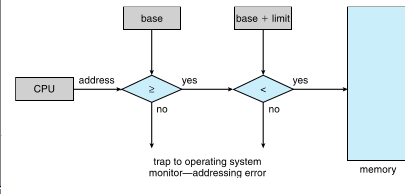 base
base + limit
CPU
address
≥
yes
<
yes
no
no
trap to operating system
monitor—addressing error
memory